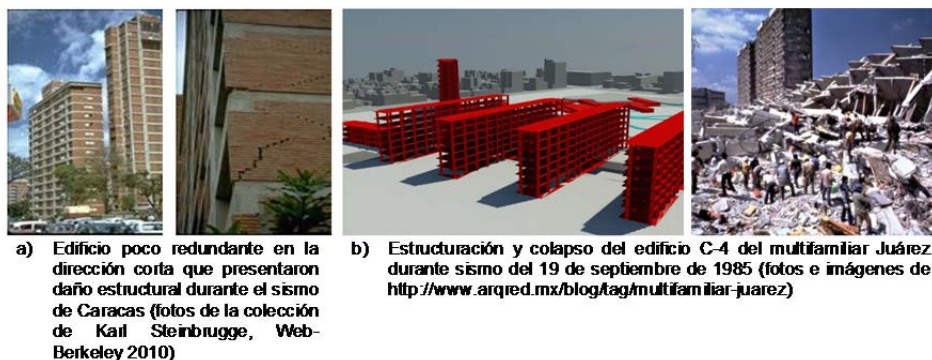 a) Edificio poco redundante en la
dirección corta que presentaron
daño estructural durante el sismo
de Caracas (fotos de la colección
de Karl Steinbrugge, Web-
Berkeley 2010)
b) Estructuración y colapso del edificio C-4 del multifamiliar Juárez
durante sismo del 19 de septiembre de 1985 (fotos e imágenes de
http://www.arqred.mx/blog/tag/multifamiliar-juarez)